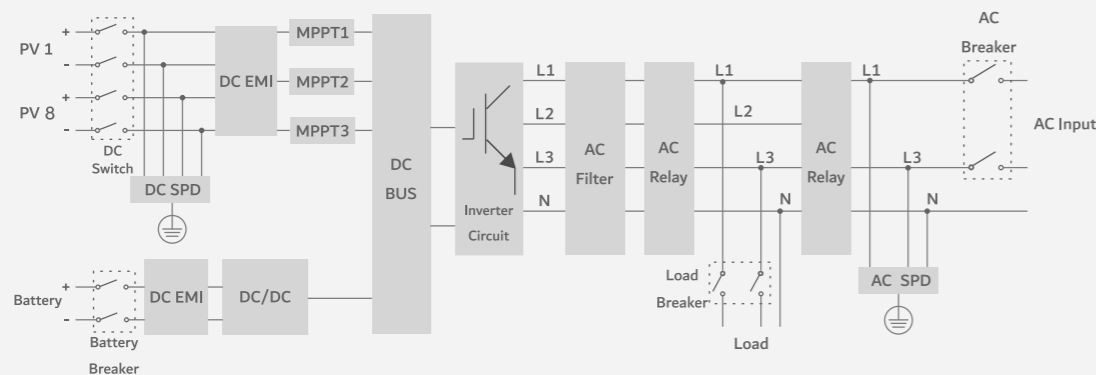 PV 1
+
-
PV 8
+
-
DC
Switch
DC SPD
DC EMI
MPPT1
MPPT2
MPPT3
Battery
+
-
Battery
Breaker
DC EMI
DC/DC
DC
BUS
Inverter
Circuit
L1
L2
L3
N
AC
Filter
AC
Relay
L1
L2
L3
N
Load
Breaker
Load
AC
Relay
L1
L3
N
AC SPD
AC
Breaker
AC Input